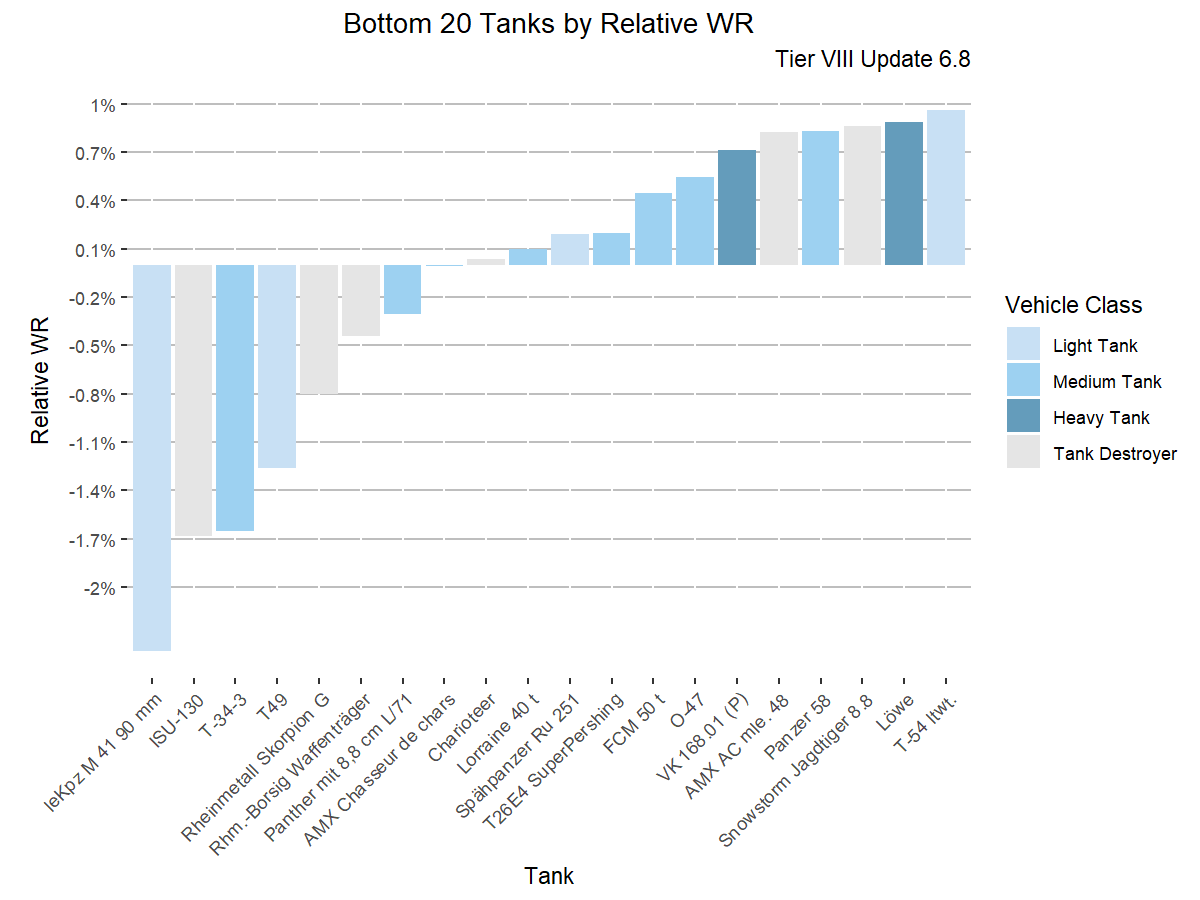 Bottom 20 Tanks by Relative WR
Tier VIII Update 6.8
1%
0.7%
0.4%
0.1%
-0.2%
-0.5%
-0.8%
-1.1%
-1.4%
-1.7%
-2%
Relative WR
leKpz M 41 90 mm
ISU-130
T-34-3
T49
Rheinmetall Skorpion G
Rhm.-Borsig Waffenträger
Panther mit 8,8 cm L/71
AMX Chasseur de chars
Charioteer
Lorraine 40 t
Spähpanzer Ru 251
T26E4 SuperPershing
FCM 50 t
O-47
VK 168.01 (P)
AMX AC mle. 48
Panzer 58
Snowstorm Jagdtiger 8.8
Löwe
T-54 ltwt.
Tank
Vehicle Class
Light Tank
Medium Tank
Heavy Tank
Tank Destroyer